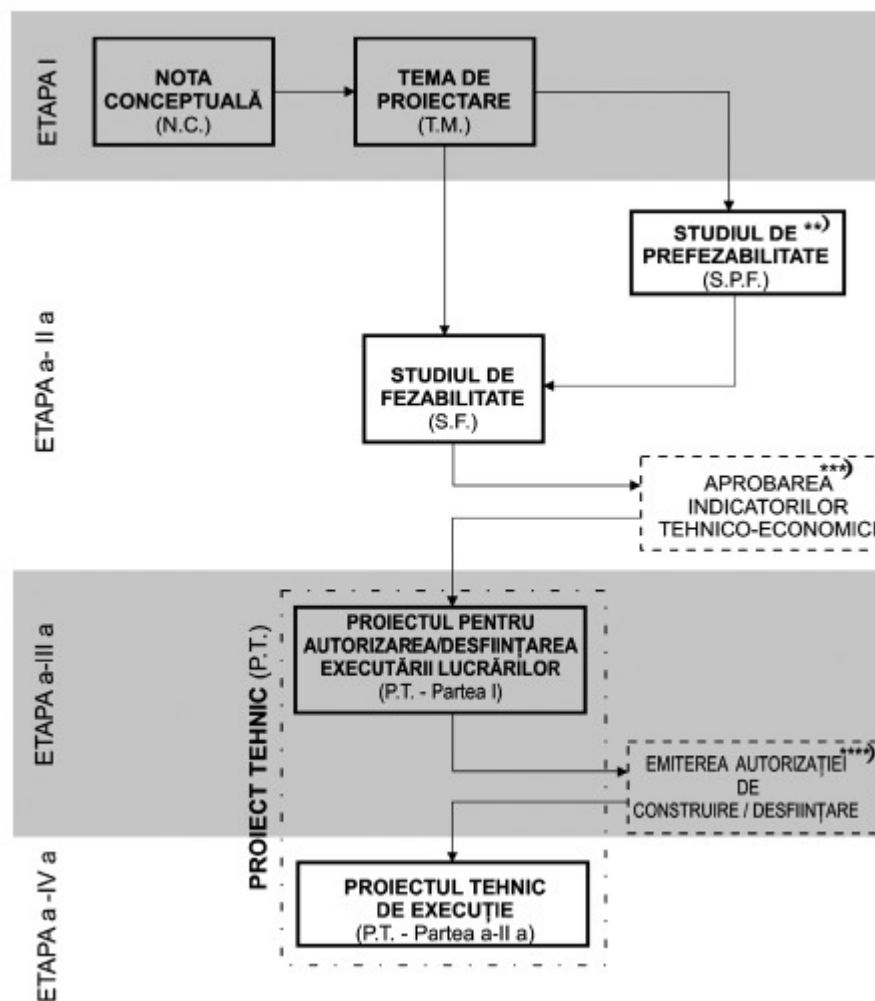 ETAPA I
NOTA
CONCEPTUALĂ
(N.C.)
TEMA DE
PROIECTARE
(T.M.)
ETAPA a- II a
STUDIUL DE **)
PREFEZABILITATE
(S.P.F.)
STUDIUL DE
FEZABILITATE
(S.F.)
APROBAREA ***)
INDICATORILOR
TEHNICO-ECONOMICI
ETAPA a-III a
PROIECT TEHNIC (P.T.)
PROIECTUL PENTRU
AUTORIZAREA/DESFIINȚAREA
EXECUTĂRII LUCRĂRILOR
(P.T. - Partea I)
EMITEREA AUTORIZAȚIEI ****)
DE
CONSTRUIRE / DESFIINȚARE
ETAPA a -IV a
PROIECTUL TEHNIC
DE EXECUȚIE
(P.T. - Partea a-II a)